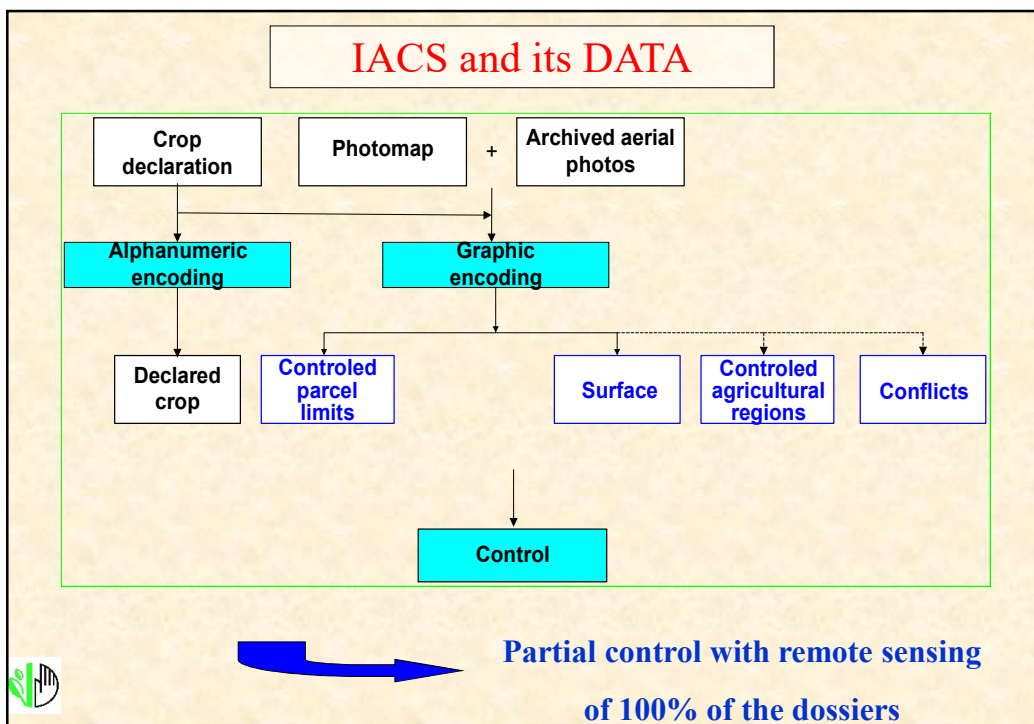 IACS and its DATA
Crop
declaration
Photomap
+
Archived aerial
photos
Alphanumeric
encoding
Graphic
encoding
Declared
crop
Controled
parcel
limits
Surface
Controled
agricultural
regions
Conflicts
Control
Partial control with remote sensing
of 100% of the dossiers